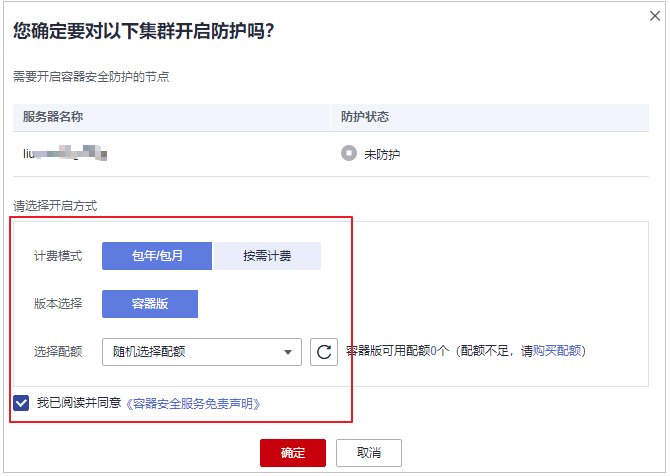 您确定要对以下集群开启防护吗?
需要开启容器安全防护的节点
服务器名称 防护状态
未防护
请选择开启方式
计费模式 包年/包月 按需计费
版本选择 容器版
选择配额 随机选择配额 容器版可用配额0个（配额不足，请购买配额）
我已阅读并同意《容器安全服务免责声明》
确定 取消